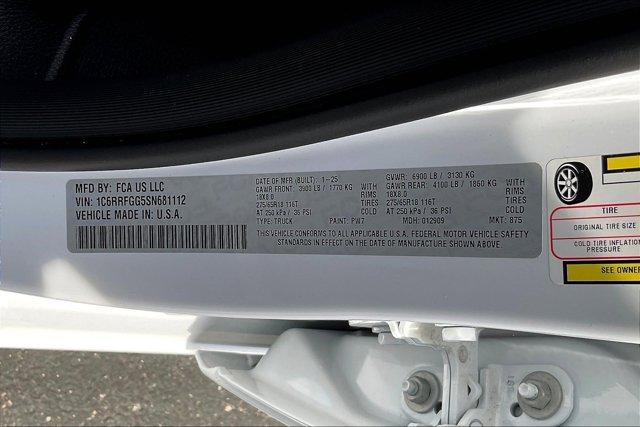 MFD BY: FCA US LLC
VIN: 1C6RRFGG5SN681112
VEHICLE MADE IN: U.S.A.
DATE OF MFR (BUILT): 1-25
GAWR FRONT: 3900 LB / 1770 KG WITH
18X8.0 RIMS
275/65R18 116T TIRES
AT 250 kPa / 36 PSI
TYPE: TRUCK PAINT: PW7 MDH: 012909 MKT: 875
GVWR: 6900 LB / 3130 KG
GAWR REAR: 4100 LB / 1860 KG WITH
18X8.0 RIMS
275/65R18 116T TIRES
AT 250 kPa / 36 PSI
THIS VEHICLE CONFORMS TO ALL APPLICABLE U.S.A. FEDERAL MOTOR VEHICLE SAFETY
STANDARDS IN EFFECT ON THE DATE OF MANUFACTURE SHOWN ABOVE.
TIRE
ORIGINAL TIRE SIZE
COLD TIRE INFLATION
PRESSURE
SEE OWNER